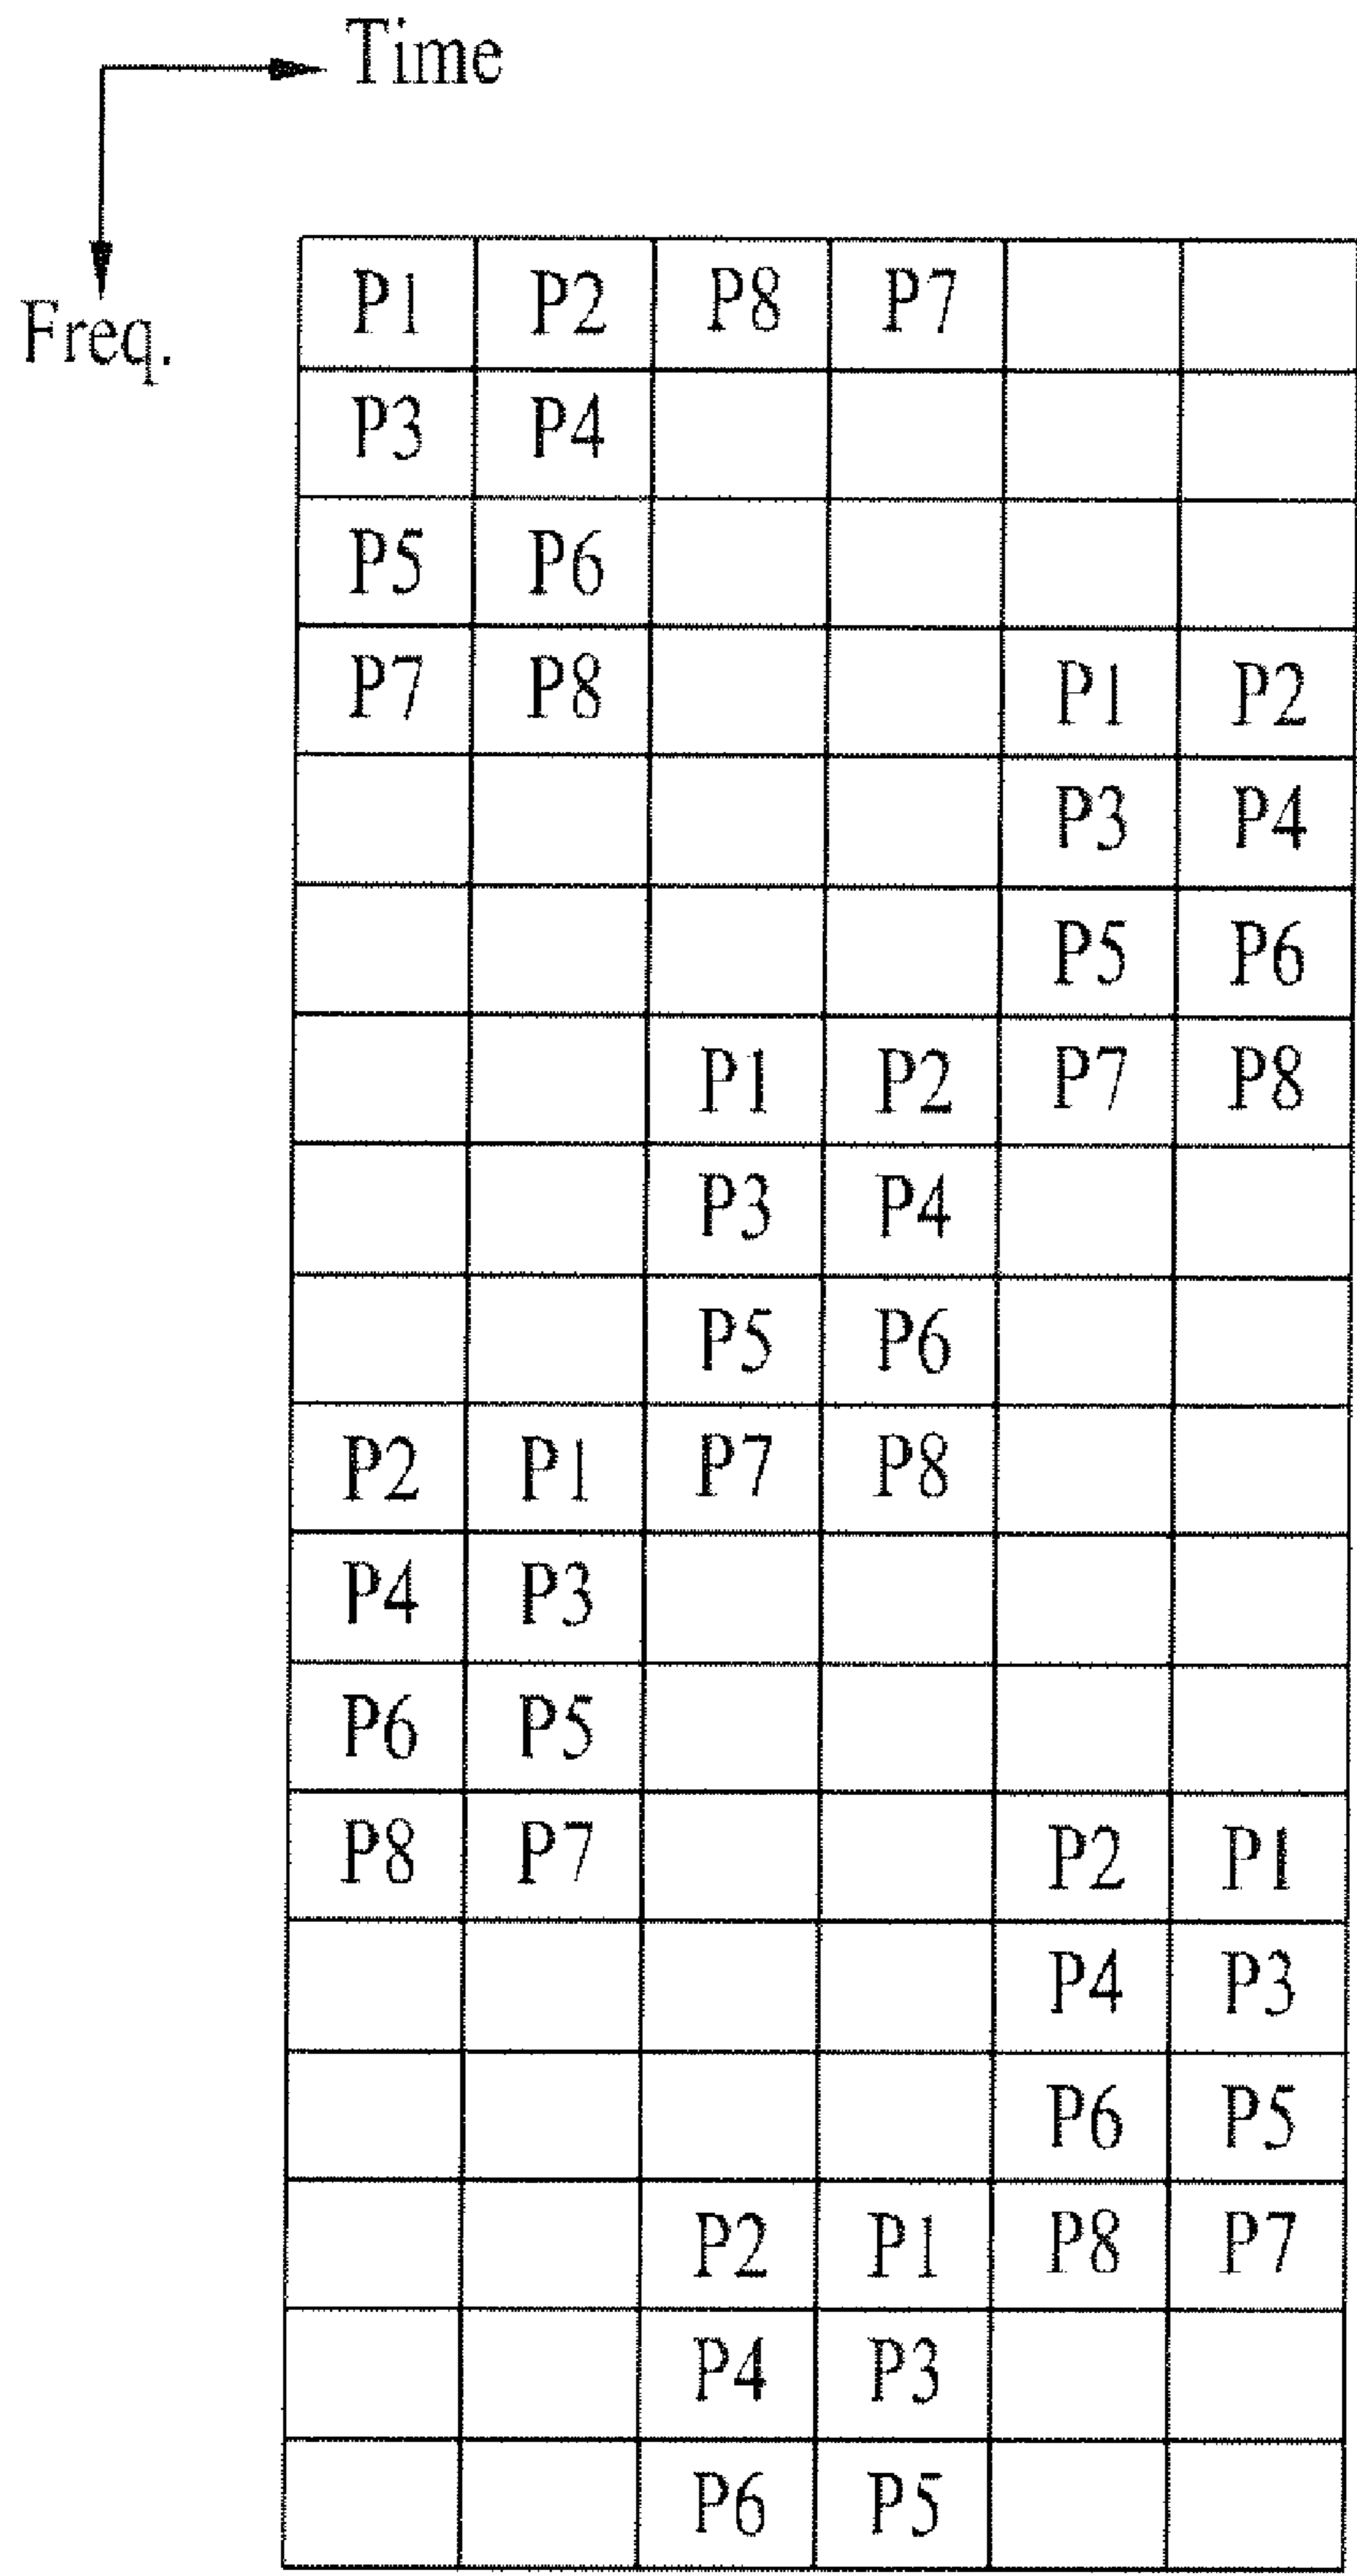 Time
Freq.
P1 P2 P8 P7
P3 P4
P5 P6
P7 P8 P1 P2
P3 P4
P5 P6
P1 P2 P7 P8
P3 P4
P5 P6
P2 P1 P7 P8
P4 P3
P6 P5
P8 P7 P2 P1
P4 P3
P6 P5
P2 P1 P8 P7
P4 P3
P6 P5